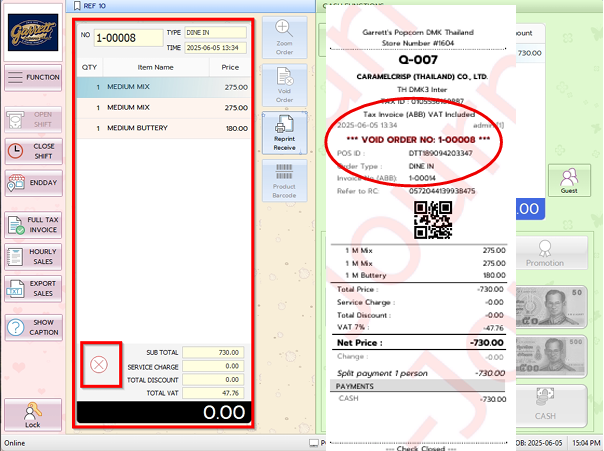 Garrett
FUNCTION
OPEN SHIFT
CLOSE SHIFT
ENDDAY
FULL TAX INVOICE
HOURLY SALES
EXPORT SALES
TXT
SHOW CAPTION
Lock
Online
REF 10
NO 1-00008 TYPE DINE IN
TIME 2025-06-05 13:34
QTY Item Name Price
1 MEDIUM MIX 275.00
1 MEDIUM MIX 275.00
1 MEDIUM BUTTERY 180.00
SUB TOTAL 730.00
SERVICE CHARGE 0.00
TOTAL DISCOUNT 0.00
TOTAL VAT 47.76
0.00
Zoom Order
Void Order
Reprint Receive
Product Barcode
CASH FUNCTIONS
Garrett's Popcorn DMK Thailand
Store Number #1604
Q-007
CARAMELCRISP (THAILAND) CO., LTD.
TH DMK3 Inter
Tax Invoice (ABB) VAT Included
2025-06-05 13:34
*** VOID ORDER NO: 1-00008 ***
POS ID : DTT189094203347
Order Type : DINE IN
Invoice No (ABB) 1-00014
Refer to RC 0572044139938475
1 M Mix 275.00
1 M Mix 275.00
1 M Buttery 180.00
Total Price : -730.00
Service Charge : -0.00
Total Discount : -0.00
VAT 7% : -47.76
Net Price : -730.00
Change : -0.00
Split payment 1 person -730.00
PAYMENTS
CASH -730.00
--- Check Closed ---
ount
730.00
Guest
.00
Promotion
50
CASH
DB: 2025-06-05 15:04 PM